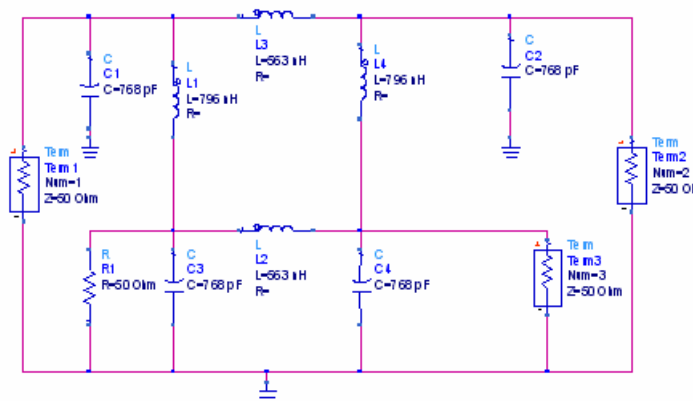 C
C1
C=768 pF
L
L1
L=796 nH
R=
L
L3
L=563 nH
R=
L
L4
L=796 nH
R=
C
C2
C=768 pF
Term
Term1
Num=1
Z=50 Ohm
Term
Term2
Num=2
Z=50 O
R
R1
R=50 Ohm
C
C3
C=768 pF
L
L2
L=563 nH
R=
C
C4
C=768 pF
Term
Term3
Num=3
Z=50 Ohm